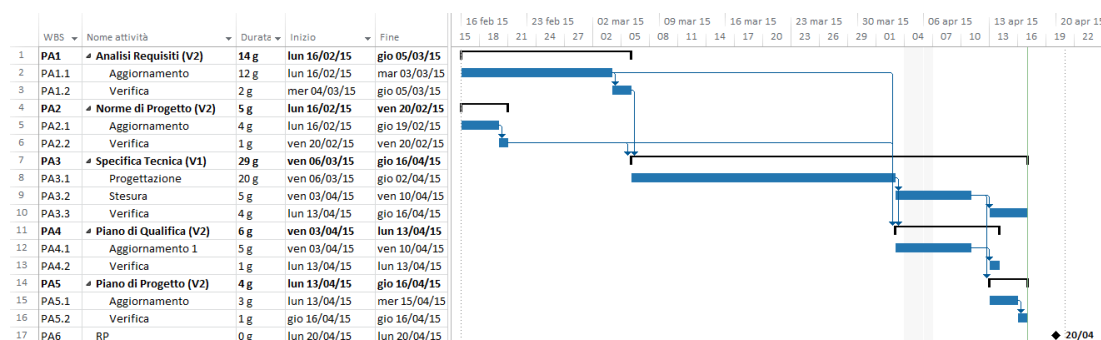 16 feb 15 23 feb 15 02 mar 15 09 mar 15 16 mar 15 23 mar 15 30 mar 15 06 apr 15 13 apr 15 20 apr 15
WBS Nome attività Durata Inizio Fine 15 18 21 24 27 02 05 08 11 14 17 20 23 26 29 01 04 07 10 13 16 19 22
1 PA1 Analisi Requisiti (V2) 14 g lun 16/02/15 gio 05/03/15
2 PA1.1 Aggiornamento 12 g lun 16/02/15 mar 03/03/15
3 PA1.2 Verifica 2 g mer 04/03/15 gio 05/03/15
4 PA2 Norme di Progetto (V2) 5 g lun 16/02/15 ven 20/02/15
5 PA2.1 Aggiornamento 4 g lun 16/02/15 gio 19/02/15
6 PA2.2 Verifica 1 g ven 20/02/15 ven 20/02/15
7 PA3 Specifica Tecnica (V1) 29 g ven 06/03/15 gio 16/04/15
8 PA3.1 Progettazione 20 g ven 06/03/15 gio 02/04/15
9 PA3.2 Stesura 5 g ven 03/04/15 ven 10/04/15
10 PA3.3 Verifica 4 g lun 13/04/15 gio 16/04/15
11 PA4 Piano di Qualifica (V2) 6 g ven 03/04/15 lun 13/04/15
12 PA4.1 Aggiornamento 1 5 g ven 03/04/15 ven 10/04/15
13 PA4.2 Verifica 1 g lun 13/04/15 lun 13/04/15
14 PA5 Piano di Progetto (V2) 4 g lun 13/04/15 gio 16/04/15
15 PA5.1 Aggiornamento 3 g lun 13/04/15 mer 15/04/15
16 PA5.2 Verifica 1 g gio 16/04/15 gio 16/04/15
17 PA6 RP 0 g lun 20/04/15 lun 20/04/15 20/04